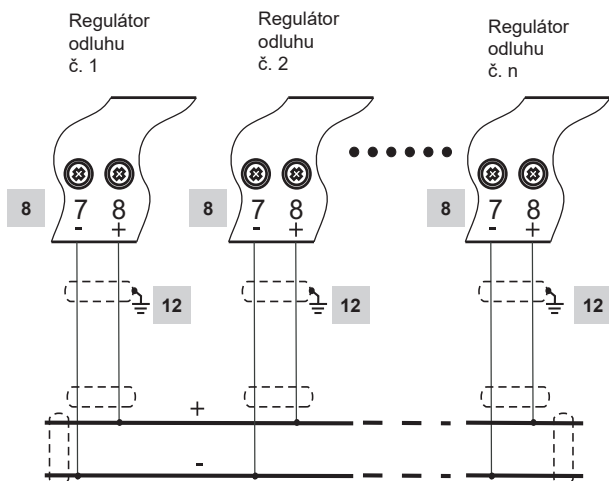 Regulátor
odluhu
č. 1
Regulátor
odluhu
č. 2
Regulátor
odluhu
č. n
8 7 8 8 7 8 8 7 8
- + - + - +
12 12 12
+
-